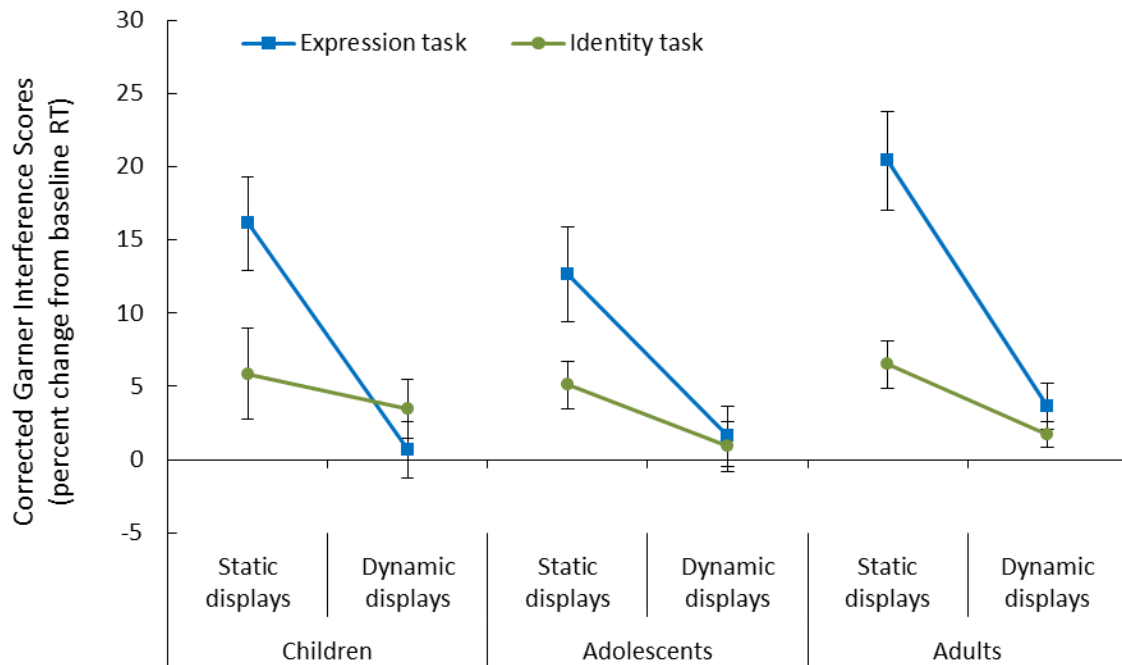 30
Expression task
Identity task
25
20
15
10
5
0
-5
Corrected Garner Interference Scores
(percent change from baseline RT)
Static
displays
Dynamic
displays
Static
displays
Dynamic
displays
Static
displays
Dynamic
displays
Children
Adolescents
Adults